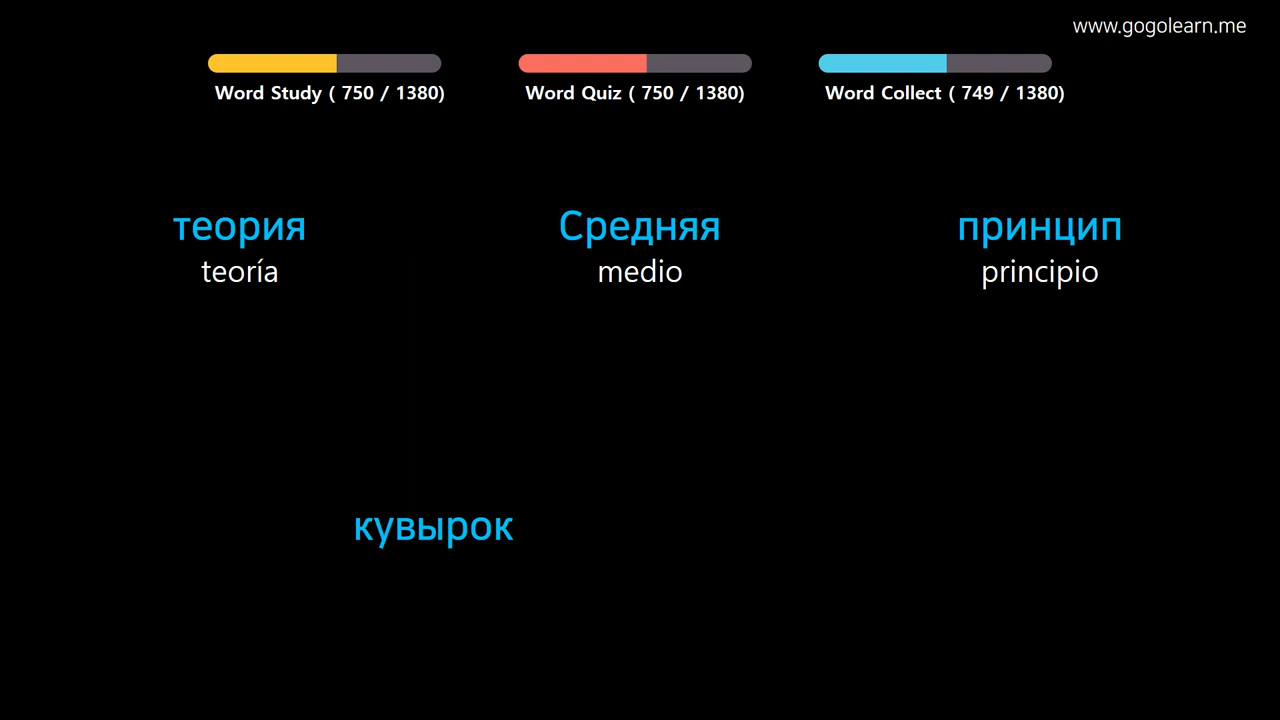 www.gogolearn.me
Word Study ( 750 / 1380)
Word Quiz ( 750 / 1380)
Word Collect ( 749 / 1380)
теория
teoría
Средняя
medio
принцип
principio
кувырок